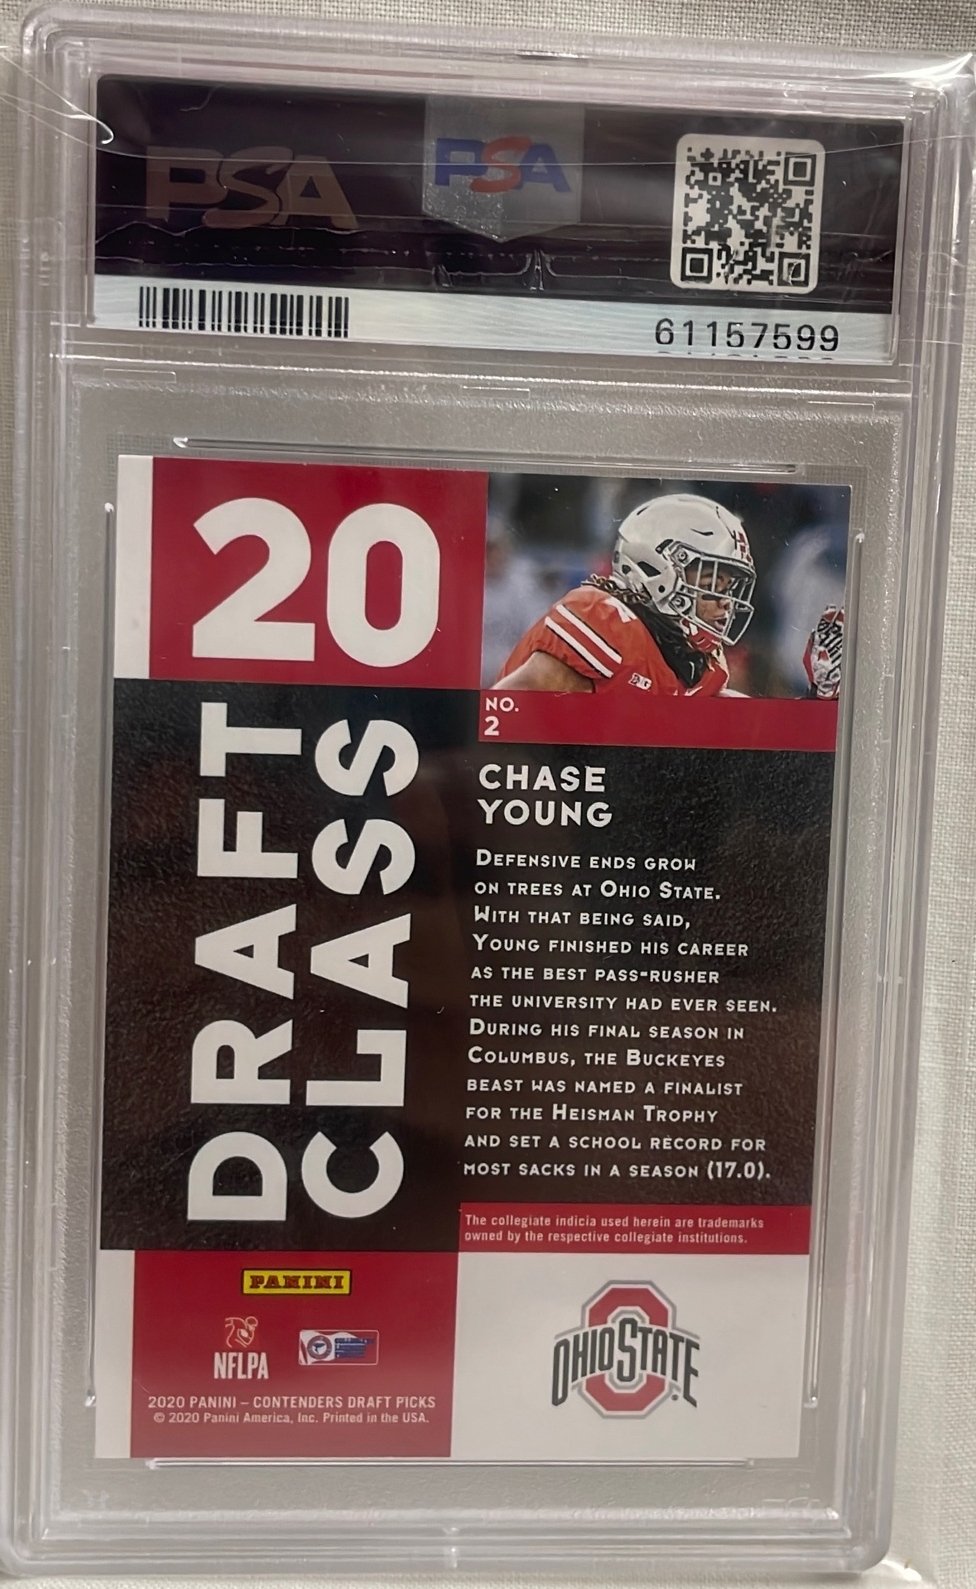 PSA
PSA
61157599
20
DRAFT
CLASS
NO.
2
CHASE
YOUNG
DEFENSIVE ENDS GROW
ON TREES AT OHIO STATE.
WITH THAT BEING SAID,
YOUNG FINISHED HIS CAREER
AS THE BEST PASS-RUSHER
THE UNIVERSITY HAD EVER SEEN.
DURING HIS FINAL SEASON IN
COLUMBUS, THE BUCKEYES
BEAST WAS NAMED A FINALIST
FOR THE HEISMAN TROPHY
AND SET A SCHOOL RECORD FOR
MOST SACKS IN A SEASON (17.0).
The collegiate indicia used herein are trademarks
owned by the respective collegiate institutions.
PANINI
NFLPA
2020 PANINI – CONTENDERS DRAFT PICKS
© 2020 Panini America, Inc. Printed in the USA.
OHIO STATE